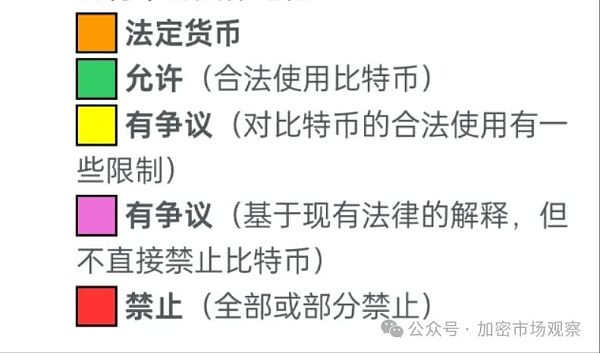 法定货币
允许（合法使用比特币）
有争议（对比特币的合法使用有一
些限制）
有争议（基于现有法律的解释，但
不直接禁止比特币）
禁止（全部或部分禁止）
公众号·加密市场观察